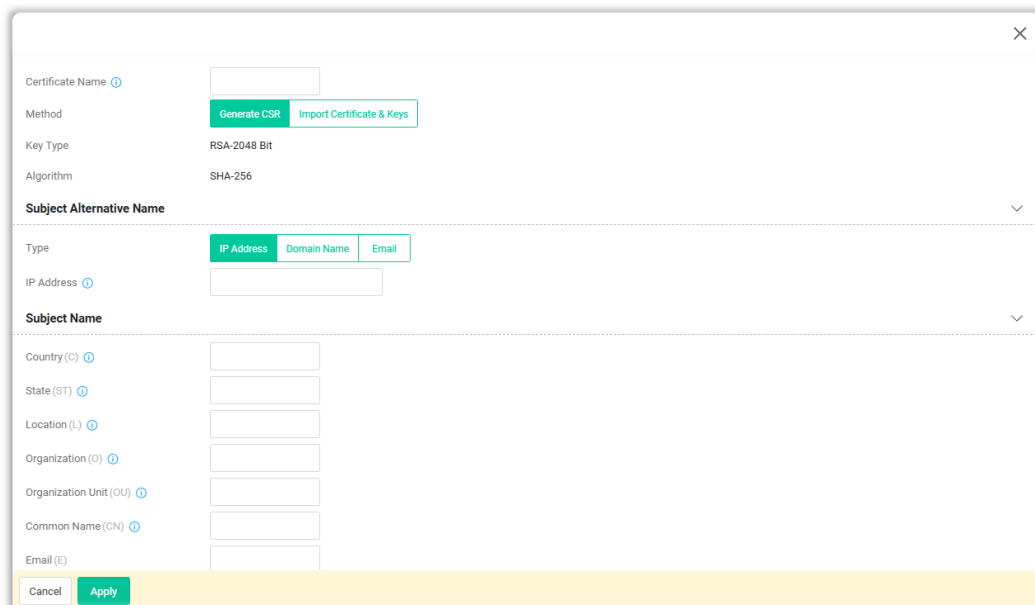 Certificate Name
Method Generate CSR Import Certificate & Keys
Key Type RSA-2048 Bit
Algorithm SHA-256
Subject Alternative Name
Type IP Address Domain Name Email
IP Address
Subject Name
Country (C)
State (ST)
Location (L)
Organization (O)
Organization Unit (OU)
Common Name (CN)
Email (E)
Cancel Apply